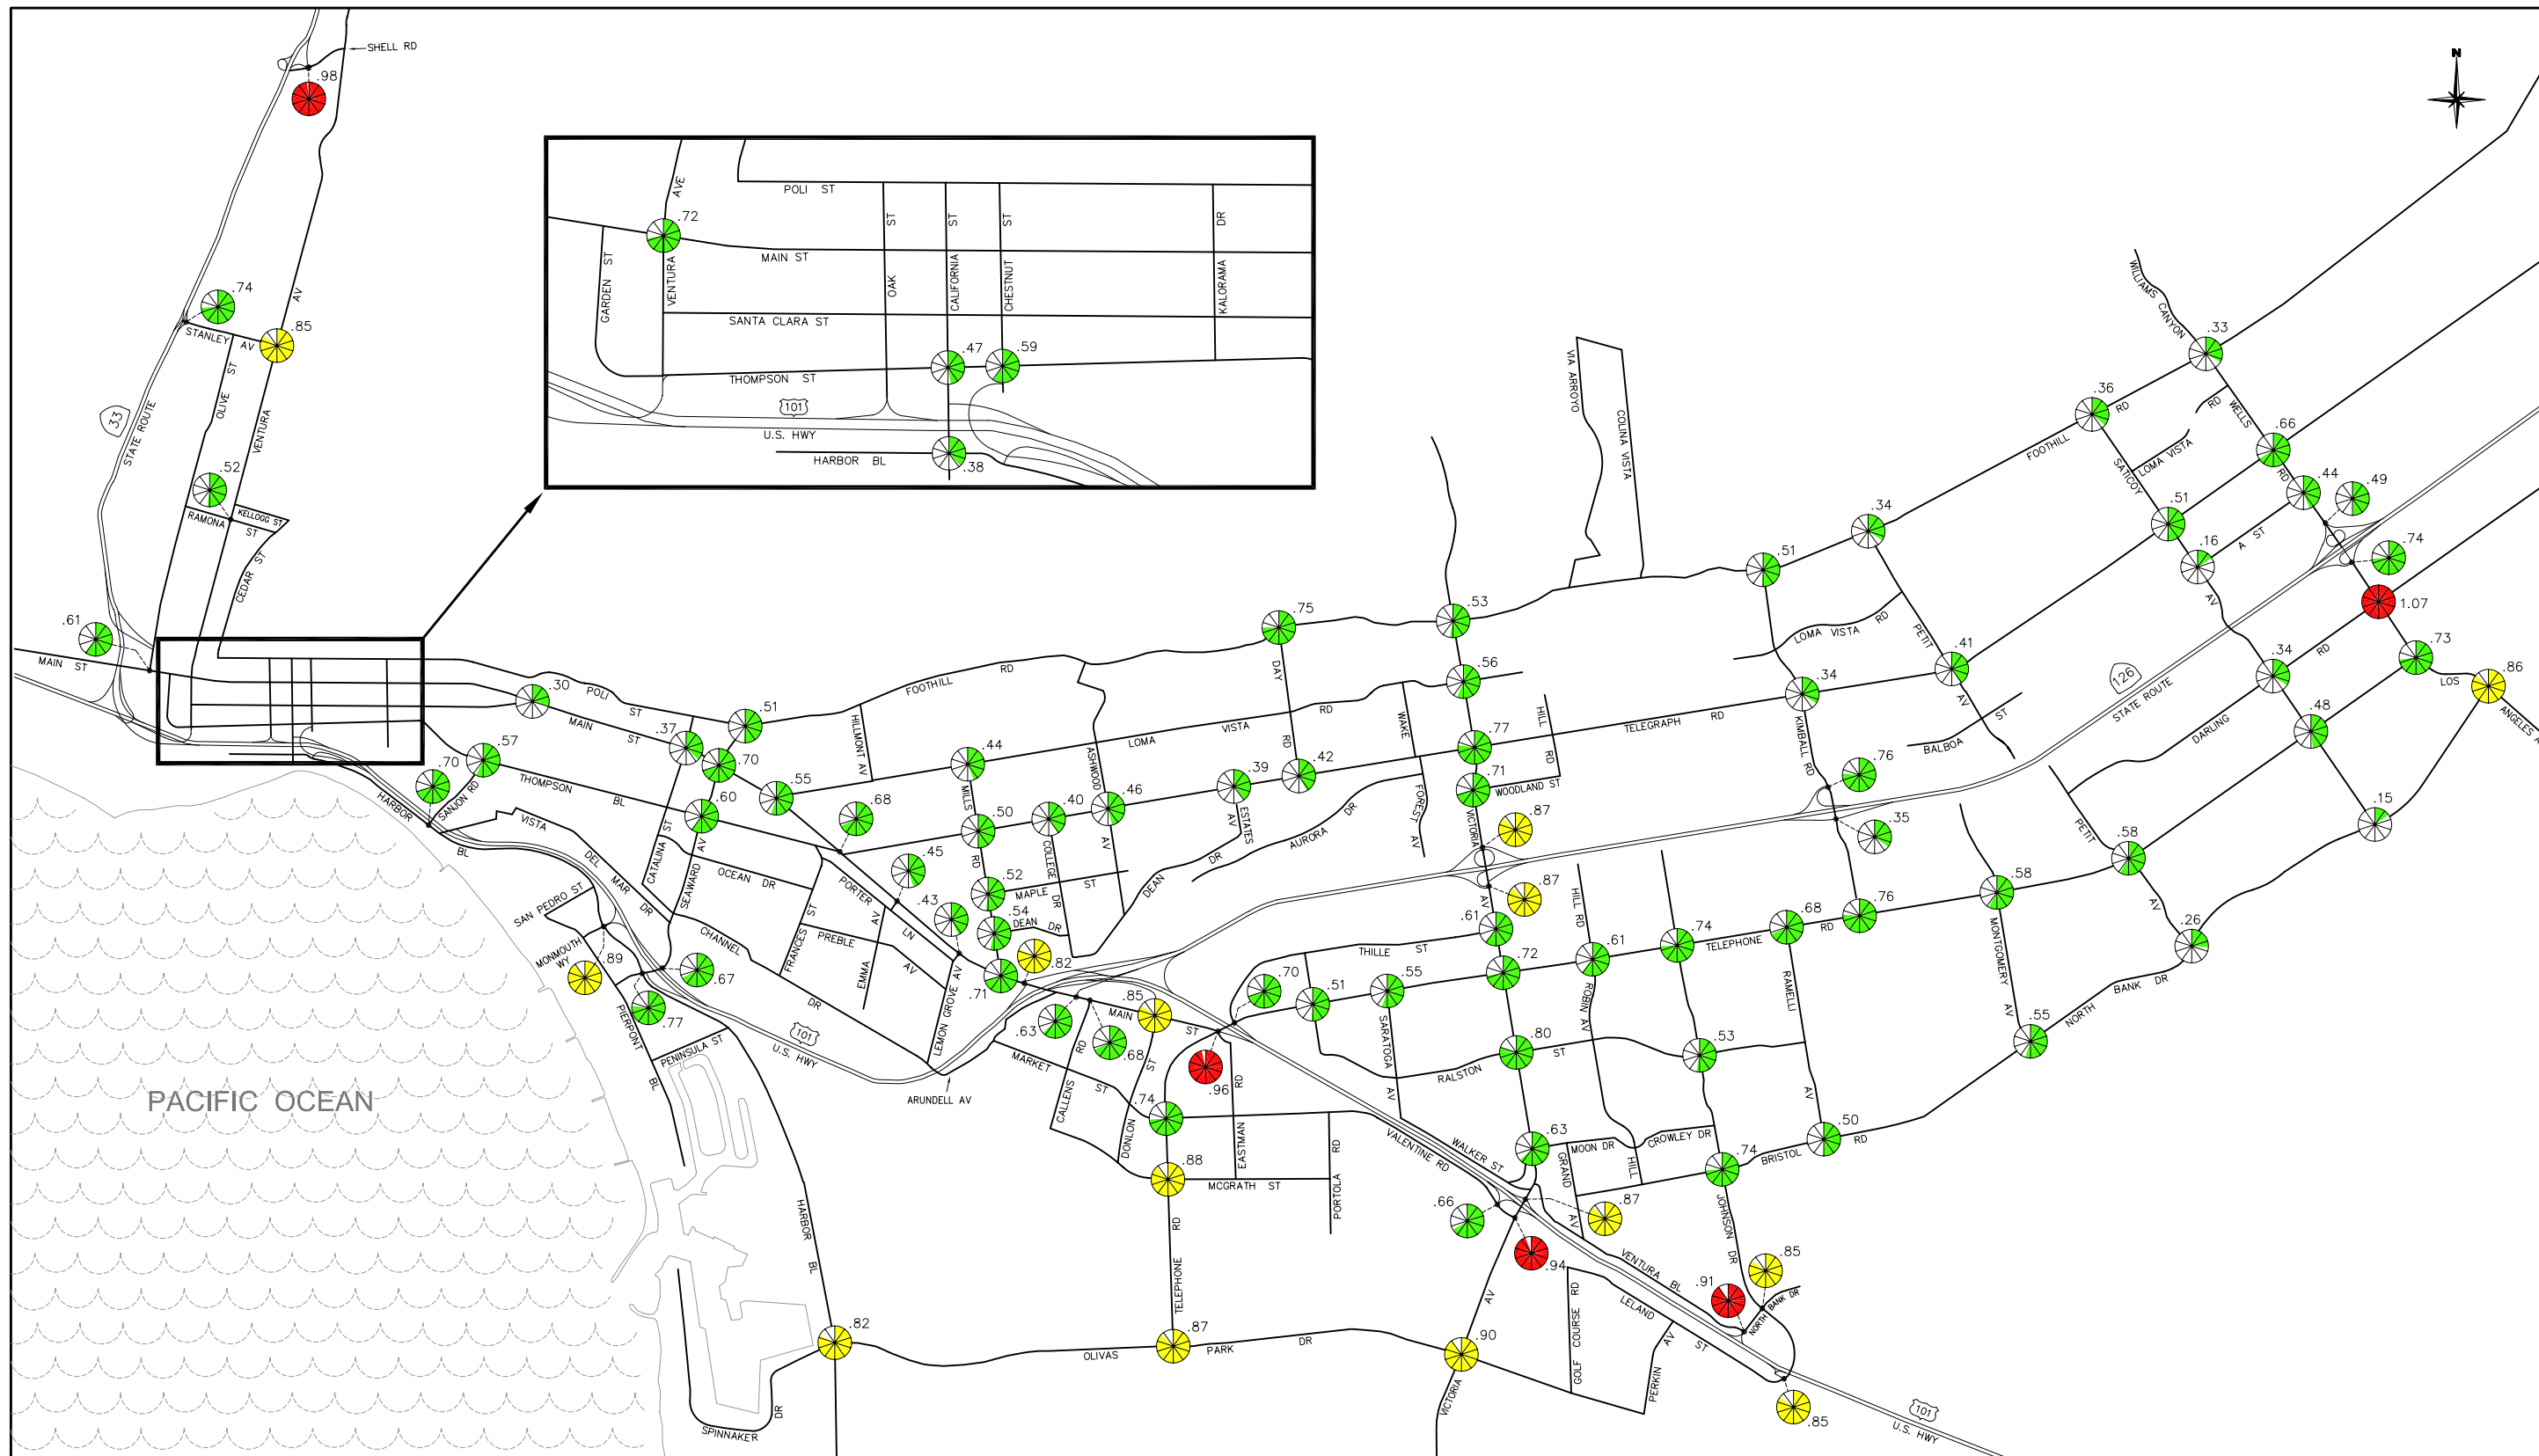 SHELL RD
.98
N
POLI ST
AVE
ST
ST
ST
DR
.72
MAIN ST
GARDEN ST
VENTURA
OAK
CALIFORNIA
CHESTNUT
KALORAMA
SANTA CLARA ST
.47
.59
THOMPSON ST
101
U.S. HWY
HARBOR BL
.38
.74
.85
STANLEY AV
AV
VENTURA
OLIVE ST
33
STATE ROUTE
.52
RAMONA ST
KELLOGG ST
CEDAR ST
.61
MAIN ST
WILLIAMS CANYON
.33
.36
FOOTHILL RD
WELLS RD
LOMA VISTA RD
SATICOY AV
.66
.44
.49
.51
A ST
.16
.74
1.07
VIA ARROYO
COLINA VISTA
.34
.51
.53
.75
.56
.41
LOMA VISTA RD
PETIT AV
.34
.73
.86
LOS ANGELES A
126
STATE ROUTE
DARLING RD
.48
BALBOA ST
.30
POLI ST
MAIN ST
.51
.37
.70
.57
.70
THOMPSON BL
SANJON RD
HARBOR BL
FOOTHILL RD
HILLMONT AV
.44
LOMA VISTA RD
ASHWOOD AV
DAY RD
WAKE
FOREST AV
HILL RD
TELEGRAPH RD
.34
KIMBALL RD
.77
.71
WOODLAND ST
VICTORIA AV
.42
.39
ESTATES AV
AURORA DR
.46
.40
.50
MILLS RD
COLLEGE DR
.55
.68
.60
.76
.35
.87
.87
.15
PETIT AV
.58
VISTA DEL MAR DR
CATALINA ST
SEAWARD AV
OCEAN DR
.45
.43
.52
MAPLE ST
.54
DEAN DR
DEAN DR
PORTER LN
FRANCES ST
PREBLE AV
EMMA AV
CHANNEL DR
LEMON GROVE AV
SAN PEDRO ST
MONMOUTH WY
.89
.67
.77
PIERPONT BL
PENINSULA ST
101
U.S. HWY
.71
.82
.85
MAIN ST
.63
.68
MARKET ST
CALLENS RD
DONLON ST
ARUNDELL AV
.70
.96
EASTMAN RD
THILLE ST
.61
.72
.51
.55
SARATOGA AV
RALSTON ST
.80
HILL RD
ROBIN AV
.61
.74
TELEPHONE RD
.68
.76
.58
MONTGOMERY AV
RAMELLI AV
.26
NORTH BANK DR
.55
.53
.50
BRISTOL RD
.74
.88
MCGRATH ST
PORTOLA RD
VALENTINE RD
WALKER ST
.63
MOON DR
CROWLEY DR
GRAND AV
HILL
.74
JOHNSON DR
.66
.87
.94
VENTURA BL
LELAND ST
.91
.85
NORTH BANK DR
PACIFIC OCEAN
HARBOR BL
.82
OLIVAS PARK DR
TELEPHONE RD
.87
.90
VICTORIA AV
GOLF COURSE RD
PERKIN AV
.85
101
U.S. HWY
SPINNAKER DR